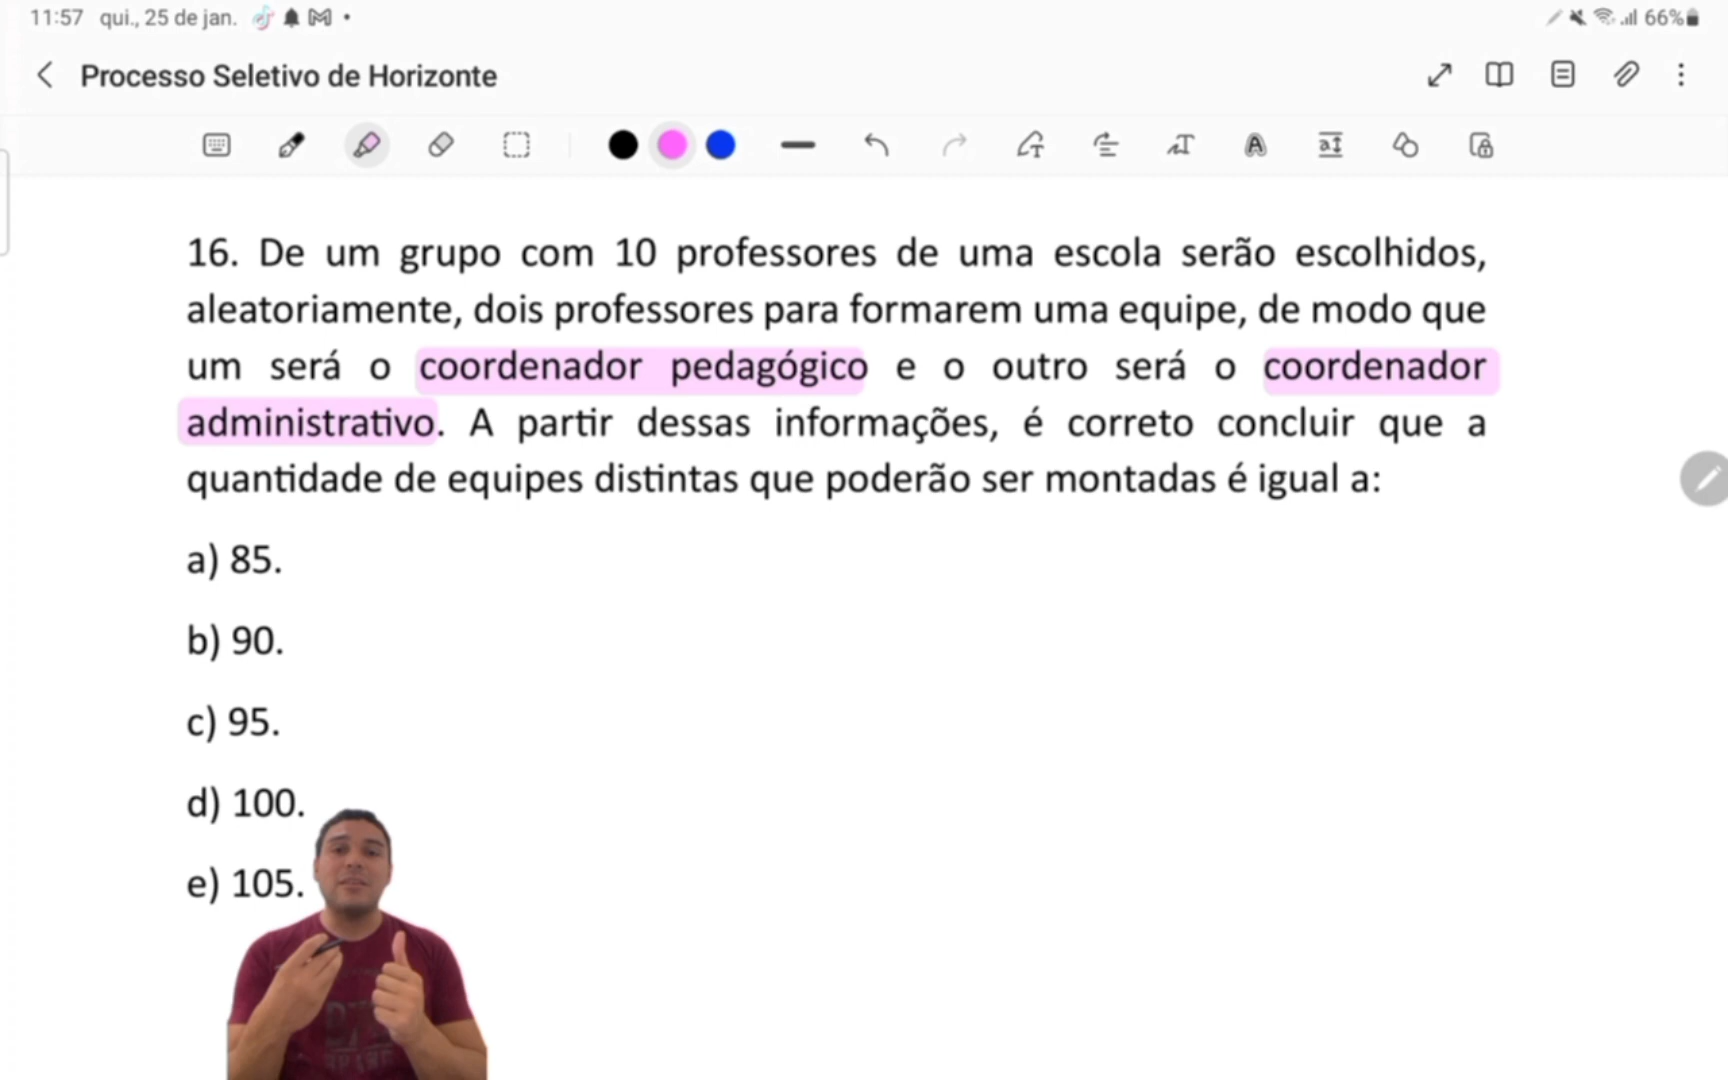 11:57 qui., 25 de jan.
66%
Processo Seletivo de Horizonte
16. De um grupo com 10 professores de uma escola serão escolhidos,
aleatoriamente, dois professores para formarem uma equipe, de modo que
um será o coordenador pedagógico e o outro será o coordenador
administrativo. A partir dessas informações, é correto concluir que a
quantidade de equipes distintas que poderão ser montadas é igual a:
a) 85.
b) 90.
c) 95.
d) 100.
e) 105.